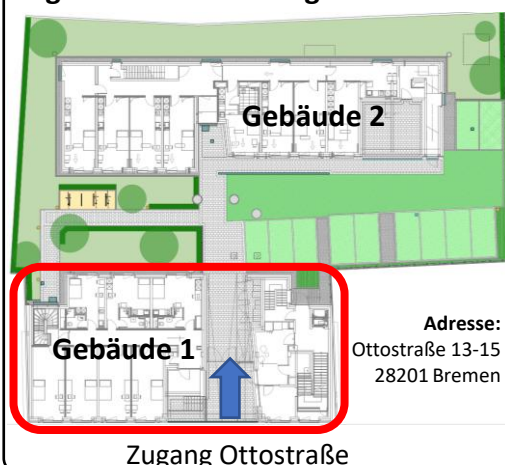 Gebäude 2
Gebäude 1
Adresse:
Ottostraße 13-15
28201 Bremen
Zugang Ottostraße